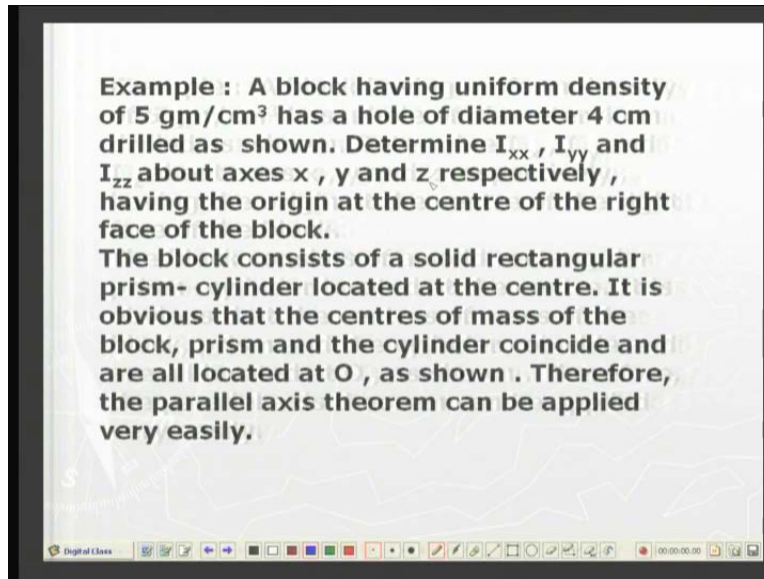 Example : A block having uniform density
of 5 gm/cm³ has a hole of diameter 4 cm
drilled as shown. Determine Ixx , Iyy and
Izz about axes x , y and z respectively ,
having the origin at the centre of the right
face of the block.
The block consists of a solid rectangular
prism- cylinder located at the centre. It is
obvious that the centres of mass of the
block, prism and the cylinder coincide and
are all located at O , as shown . Therefore,
the parallel axis theorem can be applied
very easily.
Digital Class
00:00:00.00